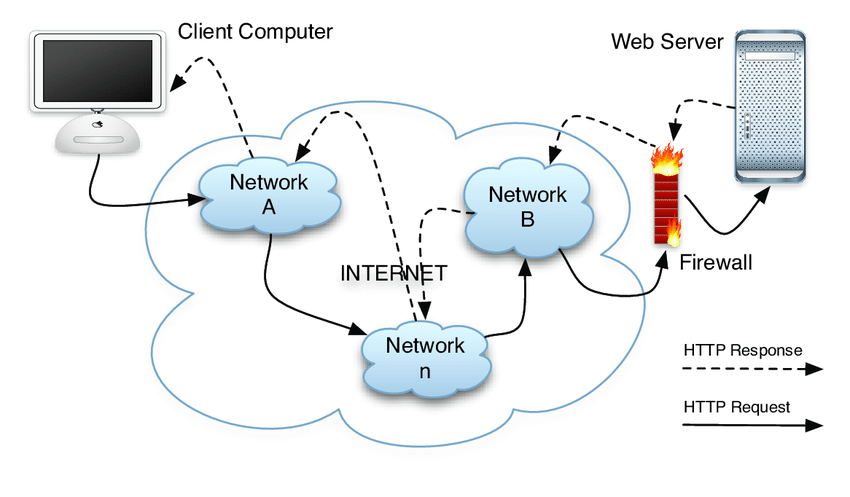 Client Computer
Web Server
Network
A
Network
B
INTERNET
Firewall
Network
n
HTTP Response
HTTP Request